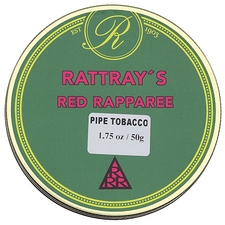 R
EST 1903
RATTRAY'S
RED RAPPAREE
PIPE TOBACCO
1.75 oz / 50g
R
R R